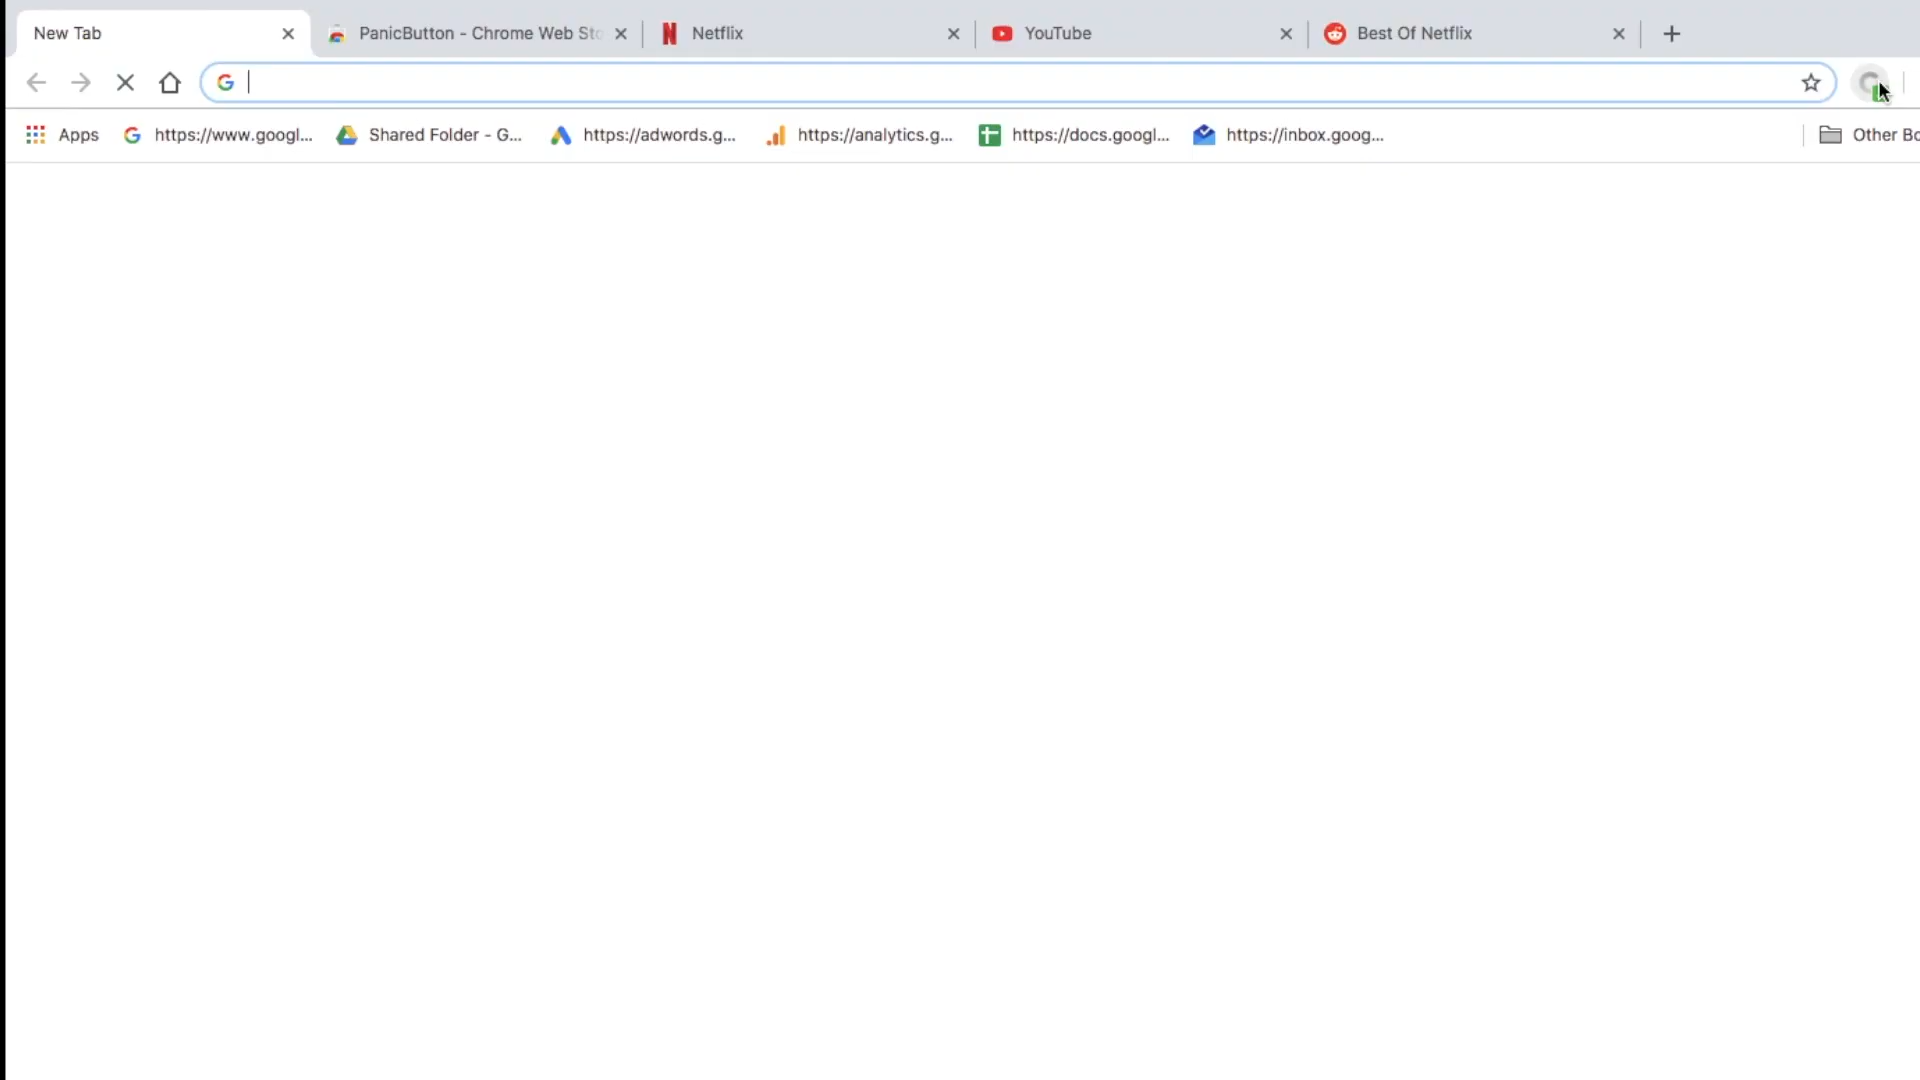 New Tab
PanicButton - Chrome Web Sto
Netflix
YouTube
Best Of Netflix
Apps
https://www.googl...
Shared Folder - G...
https://adwords.g...
https://analytics.g...
https://docs.googl...
https://inbox.goog...
Other Bo